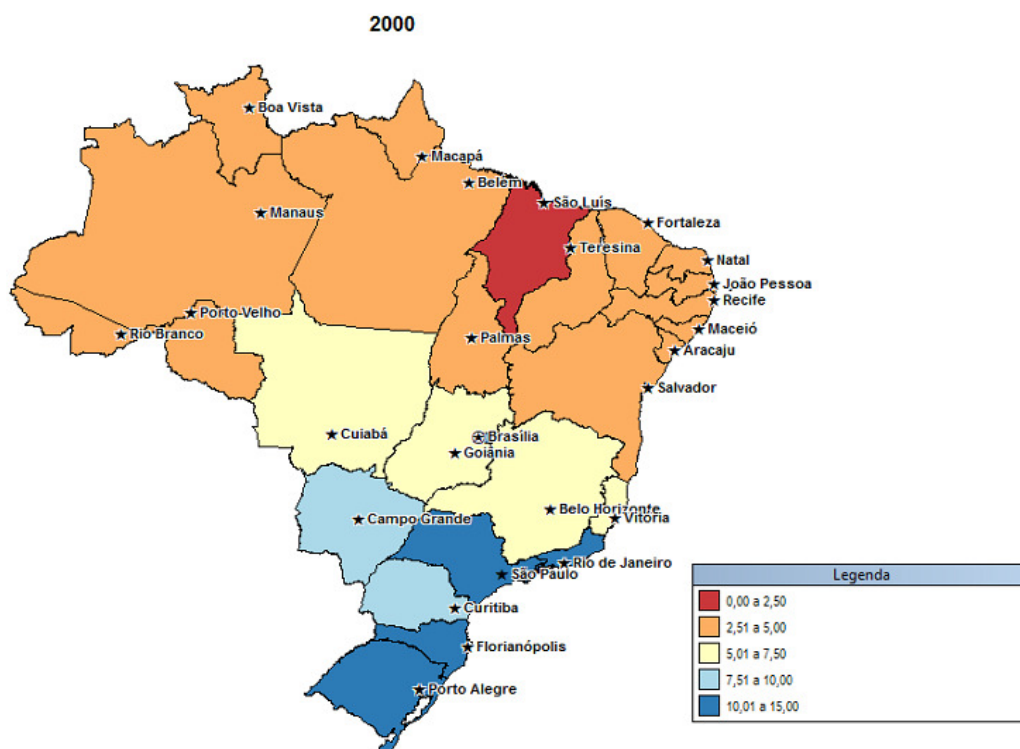 2000
Boa Vista
Macapá
Belem
São Luís
Manaus
Fortaleza
Teresina
Natal
João Pessoa
Recife
Porto Velho
Maceió
Rio Branco
Palmas
Aracaju
Salvador
Cuiabá
Brasília
Goiânia
Belo Horizonte
Vitória
Campo Grande
Rio de Janeiro
São Paulo
Legenda
0,00 a 2,50
Curitiba
2,51 a 5,00
Florianópolis
5,01 a 7,50
7,51 a 10,00
Porto Alegre
10,01 a 15,00